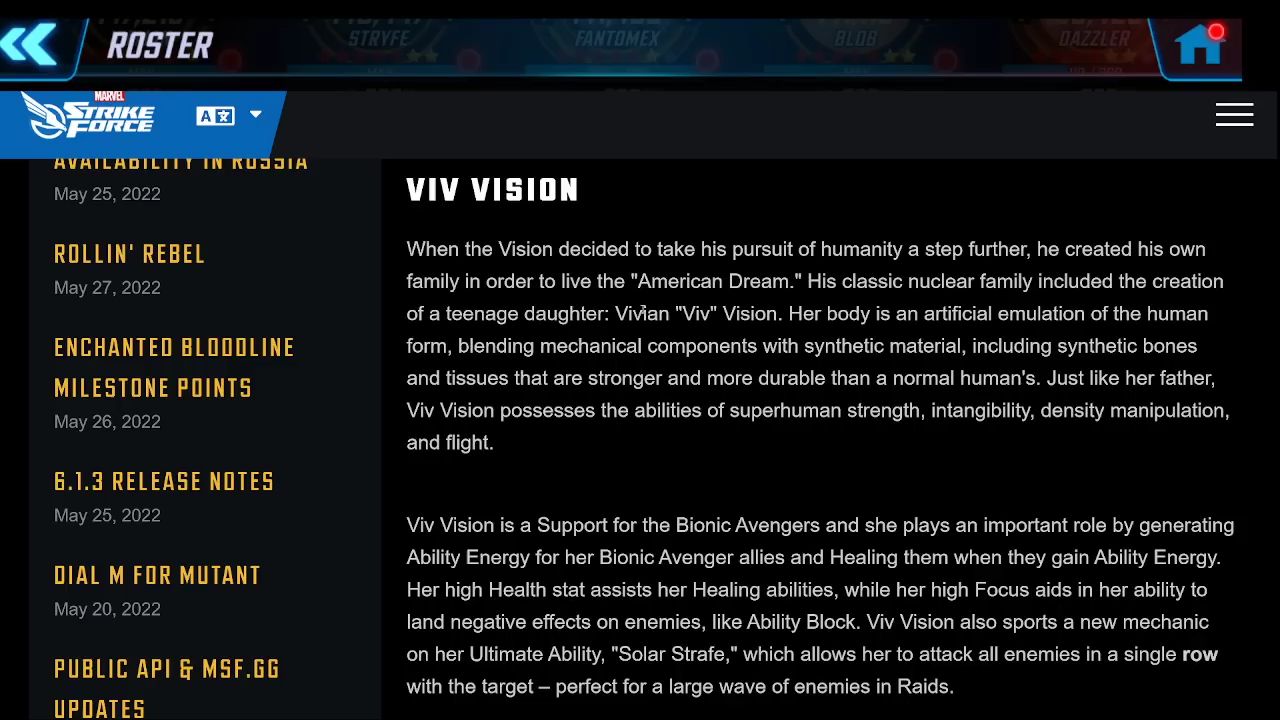 ROSTER
STRYFE
FANTOMEX
BLOB
DAZZLER
MARVEL
STRIKE
FORCE
AVAILABILITY IN RUSSIA
May 25, 2022
ROLLIN' REBEL
May 27, 2022
ENCHANTED BLOODLINE
MILESTONE POINTS
May 26, 2022
6.1.3 RELEASE NOTES
May 25, 2022
DIAL M FOR MUTANT
May 20, 2022
PUBLIC API & MSF.GG
UPDATES
VIV VISION
When the Vision decided to take his pursuit of humanity a step further, he created his own
family in order to live the "American Dream." His classic nuclear family included the creation
of a teenage daughter: Vivian "Viv" Vision. Her body is an artificial emulation of the human
form, blending mechanical components with synthetic material, including synthetic bones
and tissues that are stronger and more durable than a normal human's. Just like her father,
Viv Vision possesses the abilities of superhuman strength, intangibility, density manipulation,
and flight.
Viv Vision is a Support for the Bionic Avengers and she plays an important role by generating
Ability Energy for her Bionic Avenger allies and Healing them when they gain Ability Energy.
Her high Health stat assists her Healing abilities, while her high Focus aids in her ability to
land negative effects on enemies, like Ability Block. Viv Vision also sports a new mechanic
on her Ultimate Ability, "Solar Strafe," which allows her to attack all enemies in a single row
with the target – perfect for a large wave of enemies in Raids.